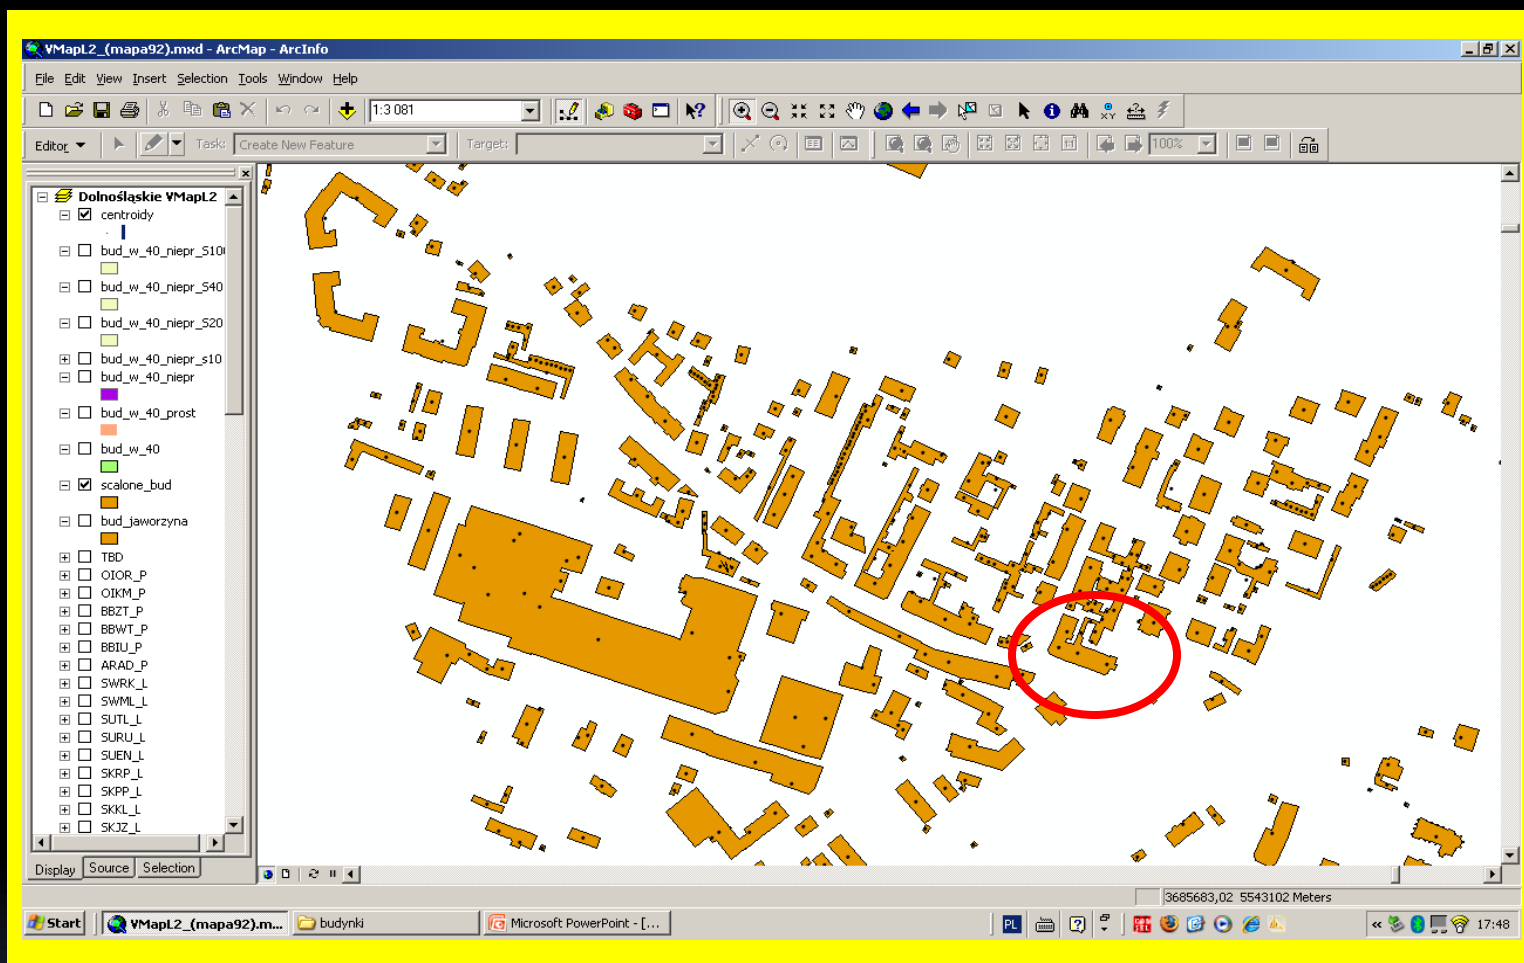 VMapL2_(mapa92).mxd - ArcMap - ArcInfo
File Edit View Insert Selection Tools Window Help
1:3 081
Editor Task: Create New Feature Target: 100%
Dolnośląskie VMapL2
centroidy
bud_w_40_niepr_S10
bud_w_40_niepr_S40
bud_w_40_niepr_S20
bud_w_40_niepr_s10
bud_w_40_niepr
bud_w_40_prost
bud_w_40
scalone_bud
bud_jaworzyna
TBD
OIOR_P
OIKM_P
BBZT_P
BBWT_P
BBIU_P
ARAD_P
SWRK_L
SWML_L
SUTL_L
SURU_L
SUEN_L
SKRP_L
SKPP_L
SKKL_L
SKJZ_L
Display Source Selection
3685683,02 5543102 Meters
Start VMapL2_(mapa92).m... budynki Microsoft PowerPoint - [... PL « 17:48